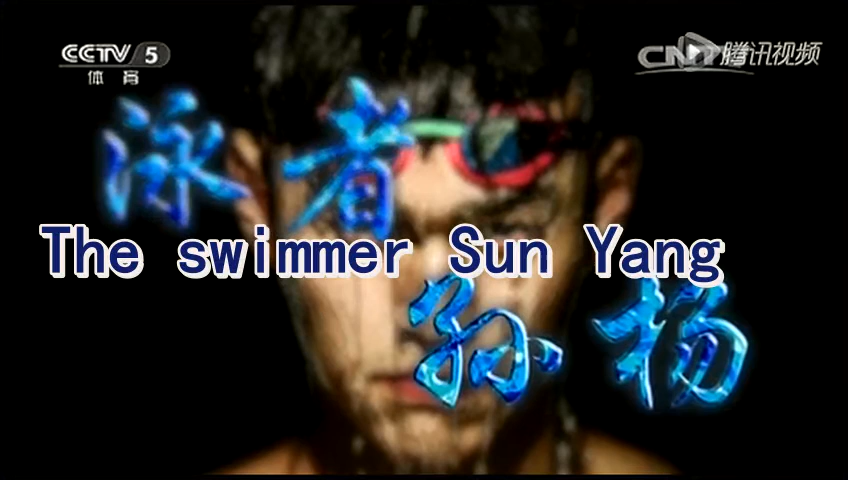 CCTV 5
体育
CNTV 腾讯视频
泳者
The swimmer Sun Yang
孙杨